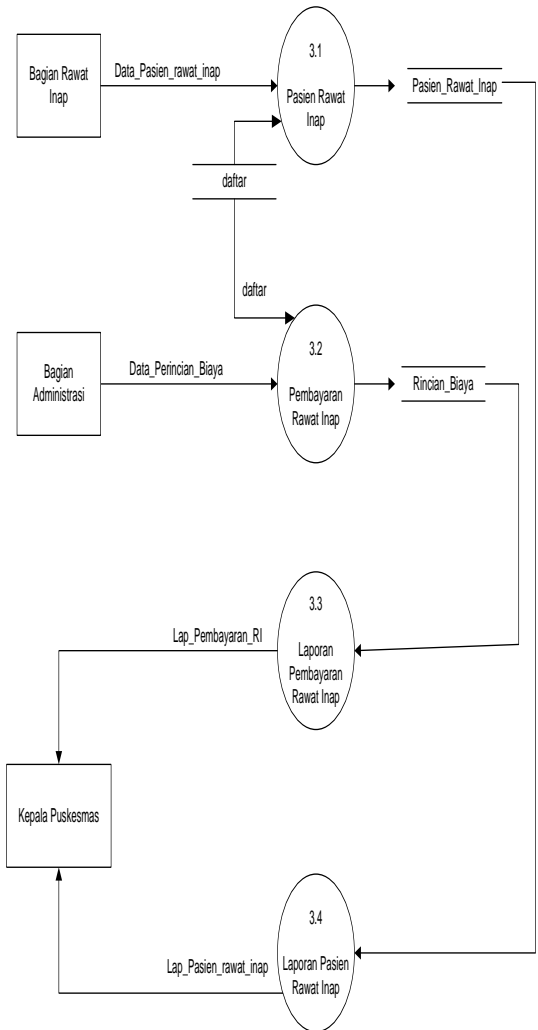 Bagian Rawat
Inap
Data_Pasien_rawat_inap
3.1
Pasien Rawat
Inap
Pasien_Rawat_Inap
daftar
daftar
Bagian
Administrasi
Data_Perincian_Biaya
3.2
Pembayaran
Rawat Inap
Rincian_Biaya
3.3
Laporan
Pembayaran
Rawat Inap
Lap_Pembayaran_RI
Kepala Puskesmas
3.4
Laporan Pasien
Rawat Inap
Lap_Pasien_rawat_inap